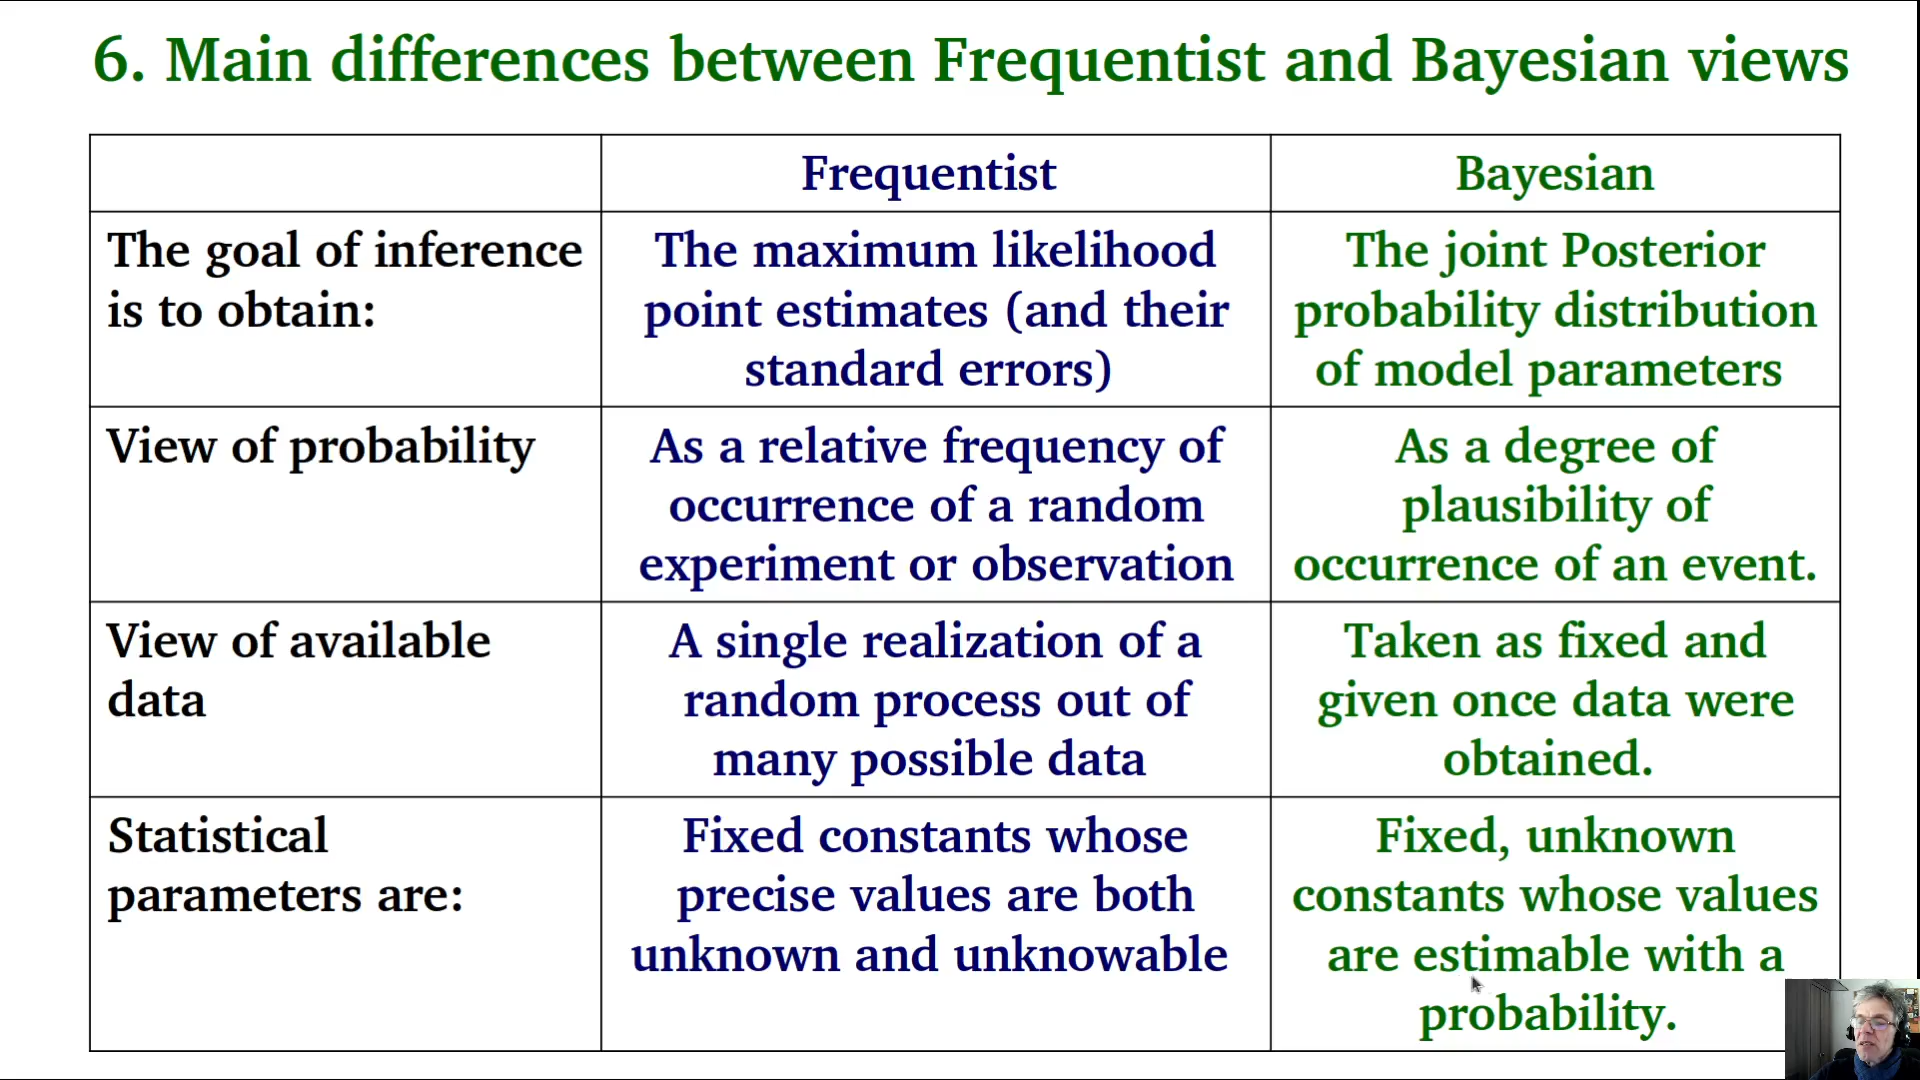 6. Main differences between Frequentist and Bayesian views
Frequentist
Bayesian
The goal of inference
is to obtain:
The maximum likelihood
point estimates (and their
standard errors)
The joint Posterior
probability distribution
of model parameters
View of probability
As a relative frequency of
occurrence of a random
experiment or observation
As a degree of
plausibility of
occurrence of an event.
View of available
data
A single realization of a
random process out of
many possible data
Taken as fixed and
given once data were
obtained.
Statistical
parameters are:
Fixed constants whose
precise values are both
unknown and unknowable
Fixed, unknown
constants whose values
are estimable with a
probability.